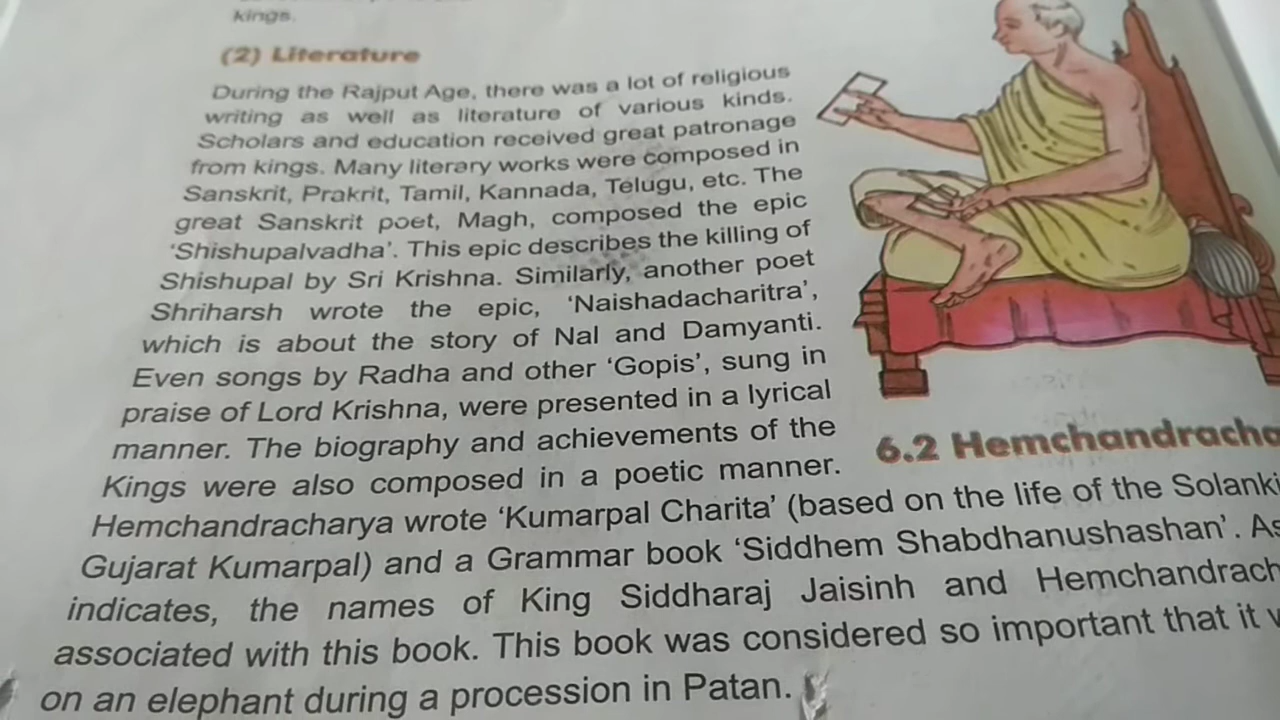 kings.
(2) Literature
During the Rajput Age, there was a lot of religious
writing as well as literature of various kinds.
Scholars and education received great patronage
from kings. Many literary works were composed in
Sanskrit, Prakrit, Tamil, Kannada, Telugu, etc. The
great Sanskrit poet, Magh, composed the epic
‘Shishupalvadha’. This epic describes the killing of
Shishupal by Sri Krishna. Similarly, another poet
Shriharsh wrote the epic, ‘Naishadacharitra’,
which is about the story of Nal and Damyanti.
Even songs by Radha and other ‘Gopis’, sung in
praise of Lord Krishna, were presented in a lyrical
manner. The biography and achievements of the
Kings were also composed in a poetic manner.
6.2 Hemchandracha
Hemchandracharya wrote ‘Kumarpal Charita’ (based on the life of the Solanki
Gujarat Kumarpal) and a Grammar book ‘Siddhem Shabdhanushashan’. As
indicates, the names of King Siddharaj Jaisinh and Hemchandrach
associated with this book. This book was considered so important that it
on an elephant during a procession in Patan.